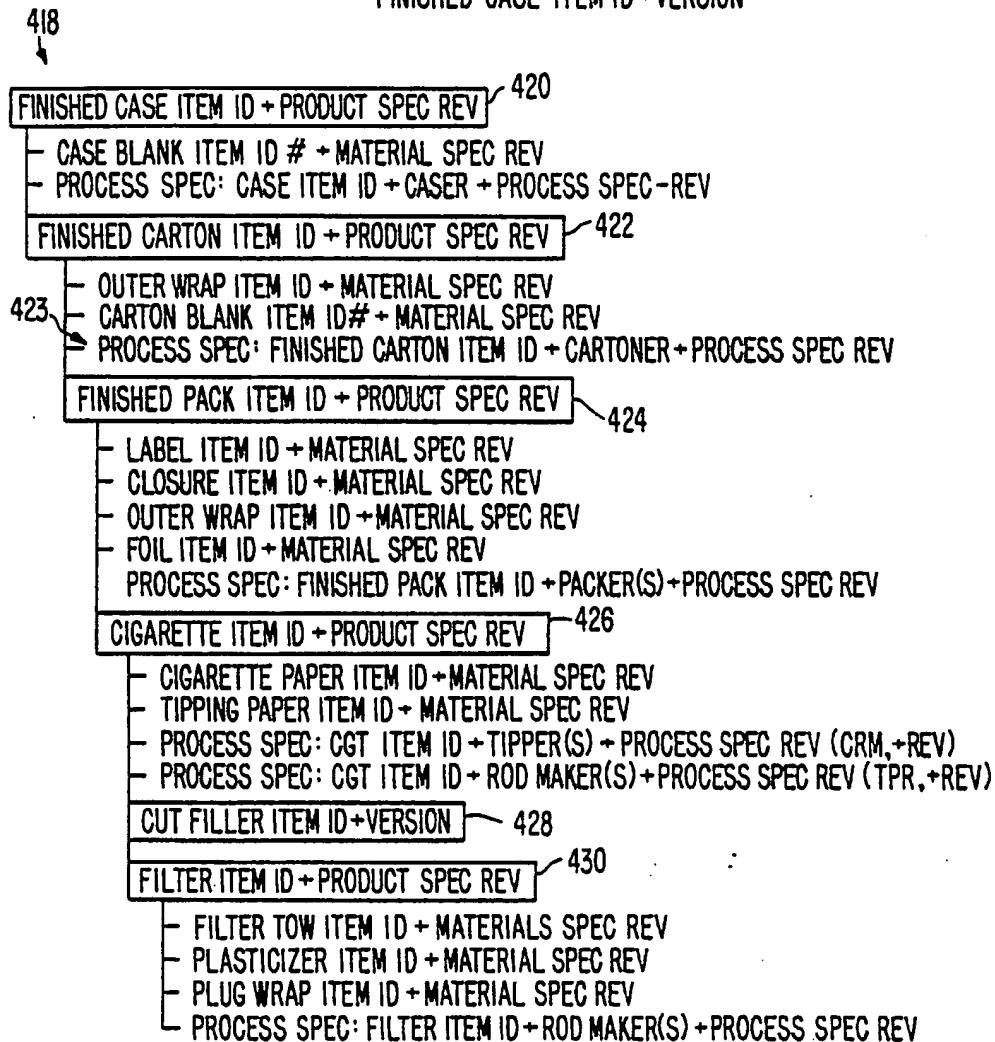 FINISHED CASE ITEM ID + VERSION
418
FINISHED CASE ITEM ID + PRODUCT SPEC REV 420
CASE BLANK ITEM ID # + MATERIAL SPEC REV
PROCESS SPEC: CASE ITEM ID + CASER + PROCESS SPEC-REV
FINISHED CARTON ITEM ID + PRODUCT SPEC REV 422
OUTER WRAP ITEM ID + MATERIAL SPEC REV
423 CARTON BLANK ITEM ID# + MATERIAL SPEC REV
PROCESS SPEC: FINISHED CARTON ITEM ID + CARTONER + PROCESS SPEC REV
FINISHED PACK ITEM ID + PRODUCT SPEC REV 424
LABEL ITEM ID + MATERIAL SPEC REV
CLOSURE ITEM ID + MATERIAL SPEC REV
OUTER WRAP ITEM ID + MATERIAL SPEC REV
FOIL ITEM ID + MATERIAL SPEC REV
PROCESS SPEC: FINISHED PACK ITEM ID + PACKER(S) + PROCESS SPEC REV
CIGARETTE ITEM ID + PRODUCT SPEC REV 426
CIGARETTE PAPER ITEM ID + MATERIAL SPEC REV
TIPPING PAPER ITEM ID + MATERIAL SPEC REV
PROCESS SPEC: CGT ITEM ID + TIPPER(S) + PROCESS SPEC REV (CRM,+REV)
PROCESS SPEC: CGT ITEM ID + ROD MAKER(S) + PROCESS SPEC REV (TPR,+REV)
CUT FILLER ITEM ID + VERSION 428
FILTER ITEM ID + PRODUCT SPEC REV 430
FILTER TOW ITEM ID + MATERIALS SPEC REV
PLASTICIZER ITEM ID + MATERIAL SPEC REV
PLUG WRAP ITEM ID + MATERIAL SPEC REV
PROCESS SPEC: FILTER ITEM ID + ROD MAKER(S) + PROCESS SPEC REV